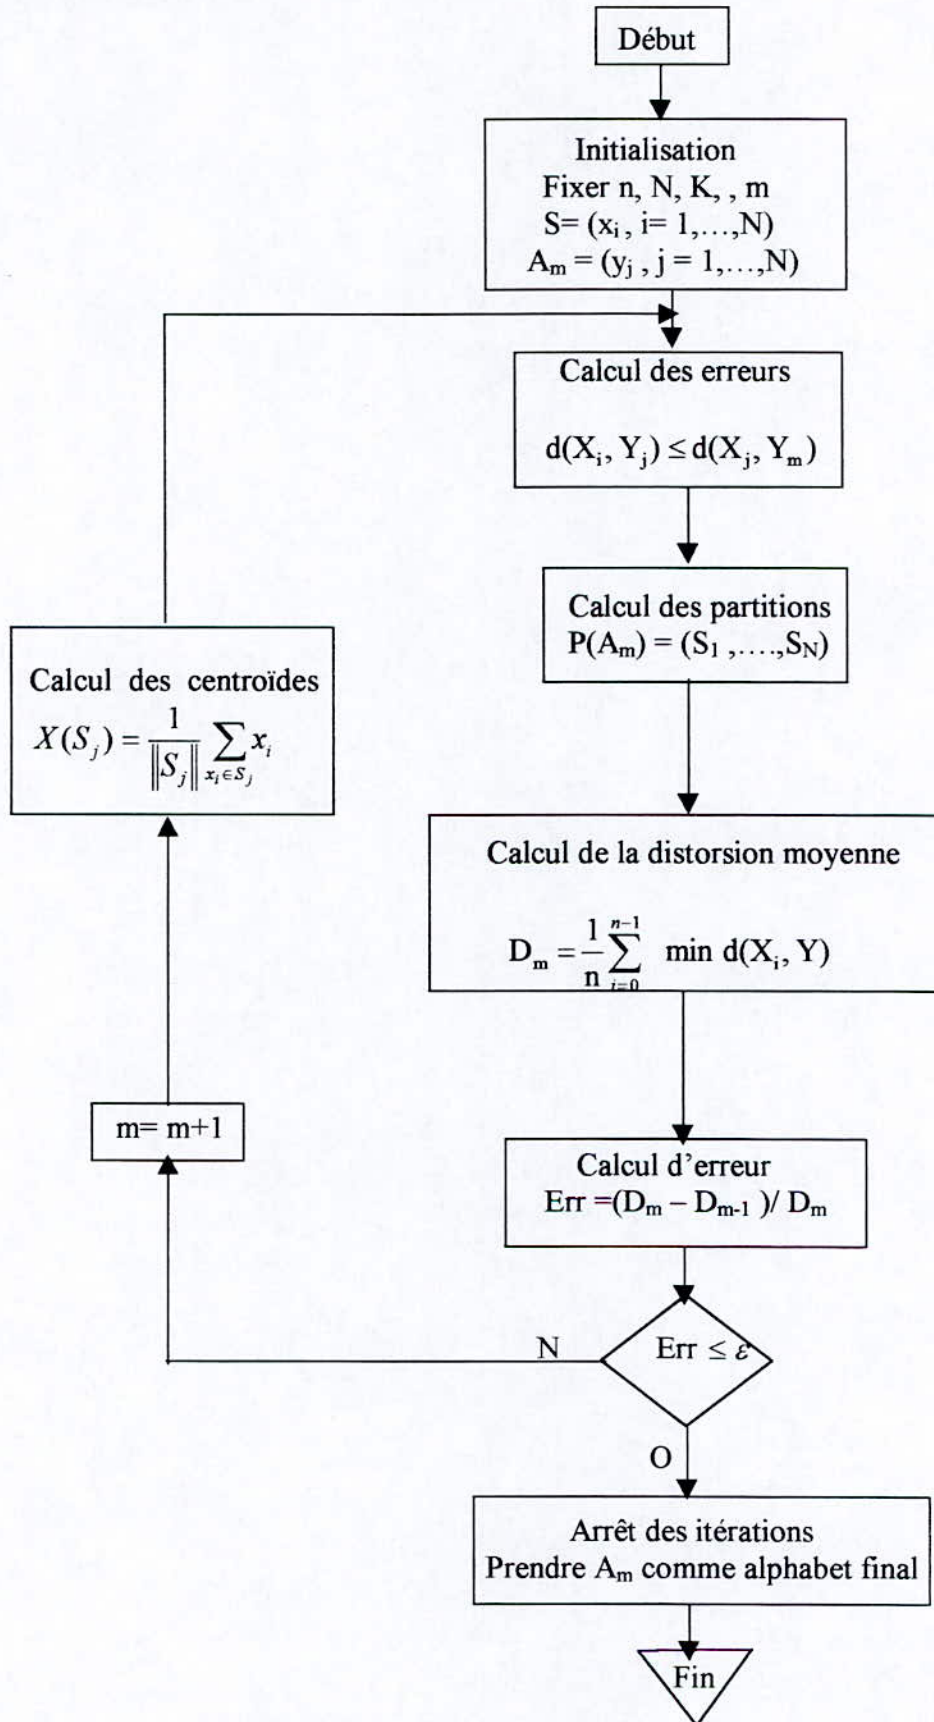 Début
Initialisation
Fixer n, N, K, , m
S= (xᵢ , i= 1,…,N)
Aₘ = (yⱼ , j = 1,…,N)
Calcul des erreurs
d(Xᵢ, Yⱼ) ≤ d(Xⱼ, Yₘ)
Calcul des partitions
P(Aₘ) = (S₁ ,….,S_N)
Calcul des centroïdes
X(Sⱼ) = 1/‖Sⱼ‖ ∑_{xᵢ∈Sⱼ} xᵢ
Calcul de la distorsion moyenne
Dₘ = 1/n ∑_{i=0}^{n-1} min d(Xᵢ, Y)
m= m+1
Calcul d’erreur
Err =(Dₘ – Dₘ₋₁ )/ Dₘ
N
Err ≤ ε
O
Arrêt des itérations
Prendre Aₘ comme alphabet final
Fin